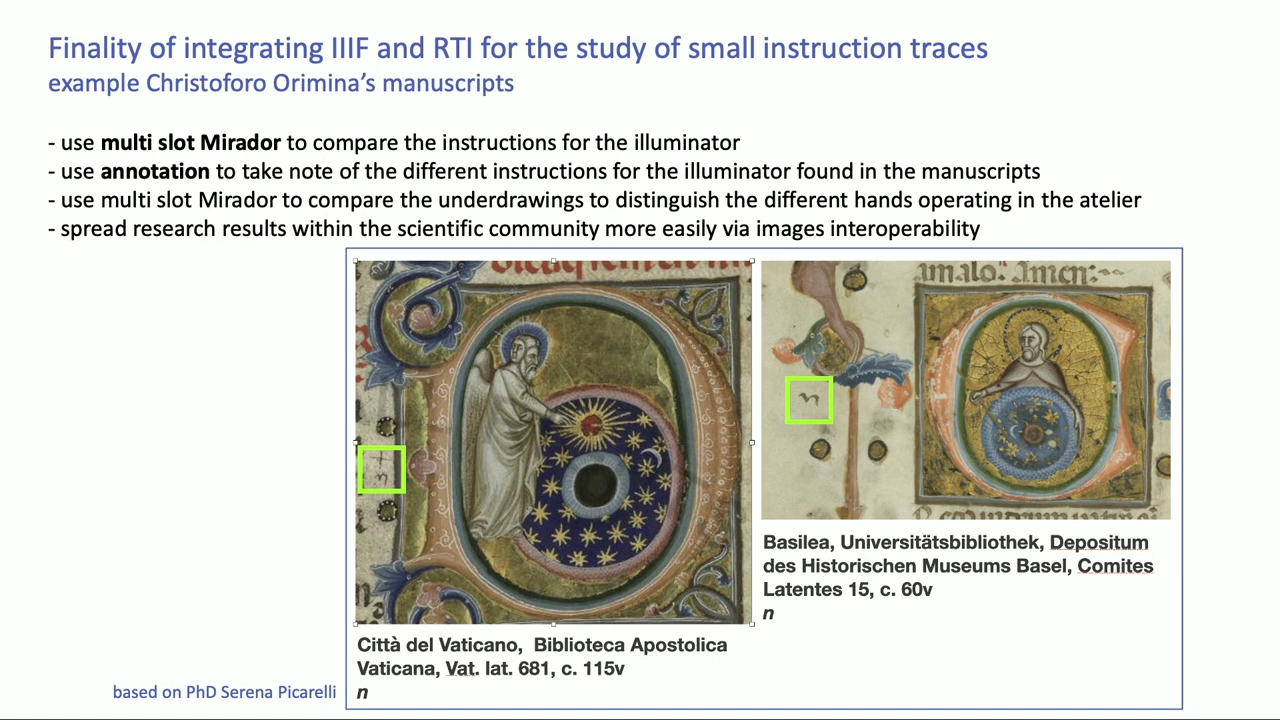 Finality of integrating IIIF and RTI for the study of small instruction traces
example Christoforo Orimina's manuscripts
- use multi slot Mirador to compare the instructions for the illuminator
- use annotation to take note of the different instructions for the illuminator found in the manuscripts
- use multi slot Mirador to compare the underdrawings to distinguish the different hands operating in the atelier
- spread research results within the scientific community more easily via images interoperability
Basilea, Universitätsbibliothek, Depositum
des Historischen Museums Basel, Comites
Latentes 15, c. 60v
n
Città del Vaticano, Biblioteca Apostolica
Vaticana, Vat. lat. 681, c. 115v
n
based on PhD Serena Picarelli